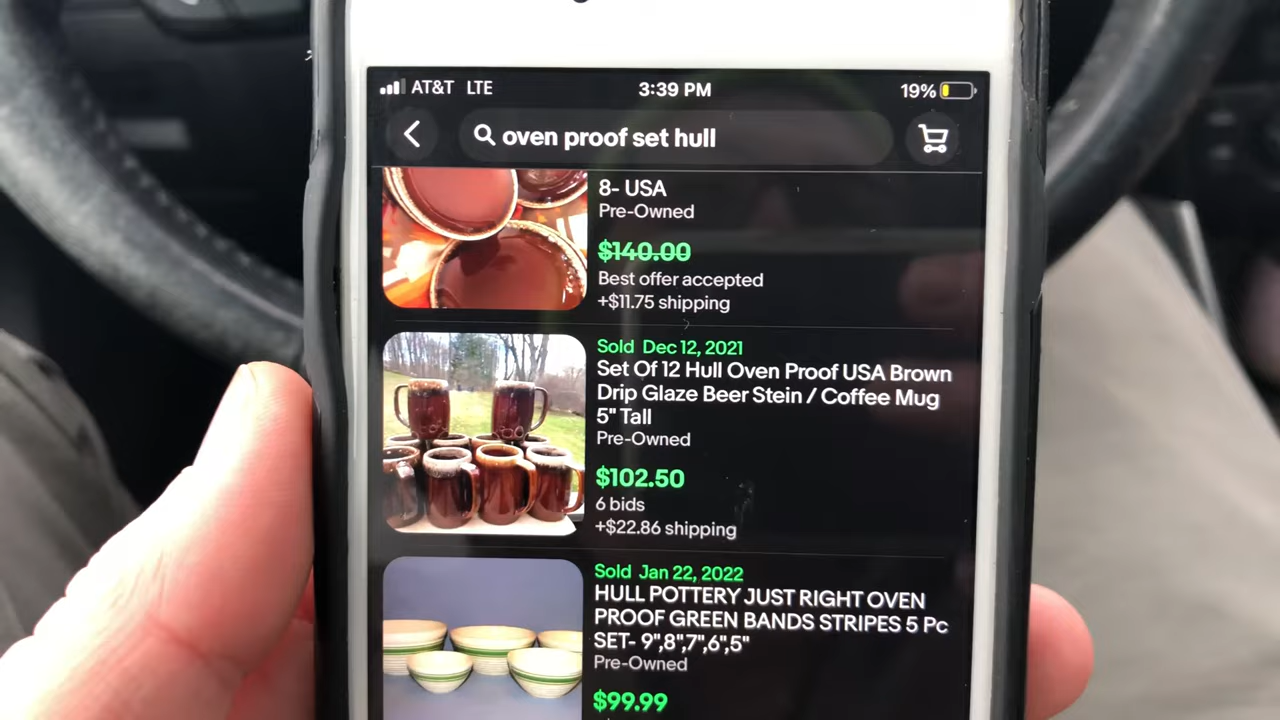 AT&T LTE 3:39 PM 19%
oven proof set hull
8- USA
Pre-Owned
$140.00
Best offer accepted
+$11.75 shipping
Sold Dec 12, 2021
Set Of 12 Hull Oven Proof USA Brown
Drip Glaze Beer Stein / Coffee Mug
5" Tall
Pre-Owned
$102.50
6 bids
+$22.86 shipping
Sold Jan 22, 2022
HULL POTTERY JUST RIGHT OVEN
PROOF GREEN BANDS STRIPES 5 Pc
SET- 9",8",7",6",5"
Pre-Owned
$99.99